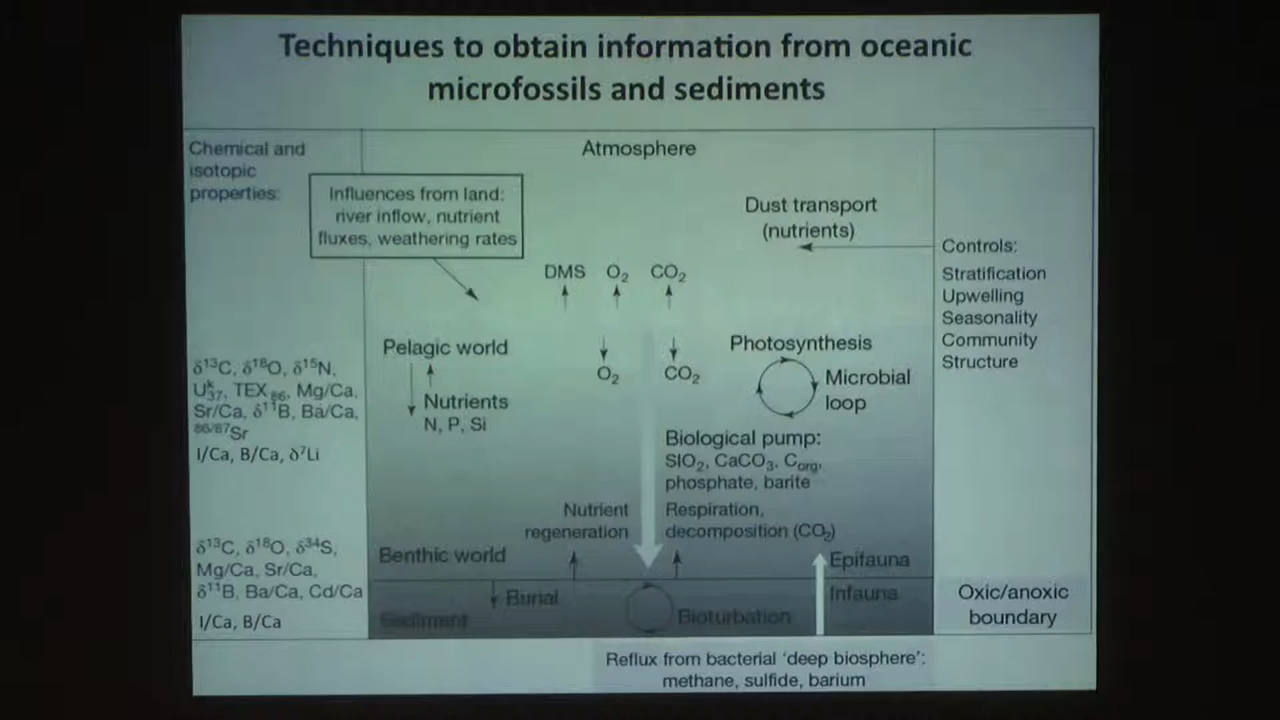 Techniques to obtain information from oceanic
microfossils and sediments
Chemical and
isotopic
properties:
Atmosphere
Influences from land:
river inflow, nutrient
fluxes, weathering rates
Dust transport
(nutrients)
Controls:
Stratification
Upwelling
Seasonality
Community
Structure
DMS O₂ CO₂
O₂ CO₂
Pelagic world
Nutrients
N, P, Si
Photosynthesis
Microbial
loop
δ¹³C, δ¹⁸O, δ¹⁵N,
Uᵏ₃₇, TEX₈₆, Mg/Ca,
Sr/Ca, δ¹¹B, Ba/Ca,
⁸⁶/⁸⁷Sr
I/Ca, B/Ca, δ⁷Li
Biological pump:
SIO₂, CaCO₃, Corg,
phosphate, barite
Nutrient
regeneration
Respiration,
decomposition (CO₂)
δ¹³C, δ¹⁸O, δ³⁴S,
Mg/Ca, Sr/Ca,
δ¹¹B, Ba/Ca, Cd/Ca
I/Ca, B/Ca
Benthic world
Epifauna
Burial
Infauna
Sediment
Bioturbation
Oxic/anoxic
boundary
Reflux from bacterial ‘deep biosphere’:
methane, sulfide, barium